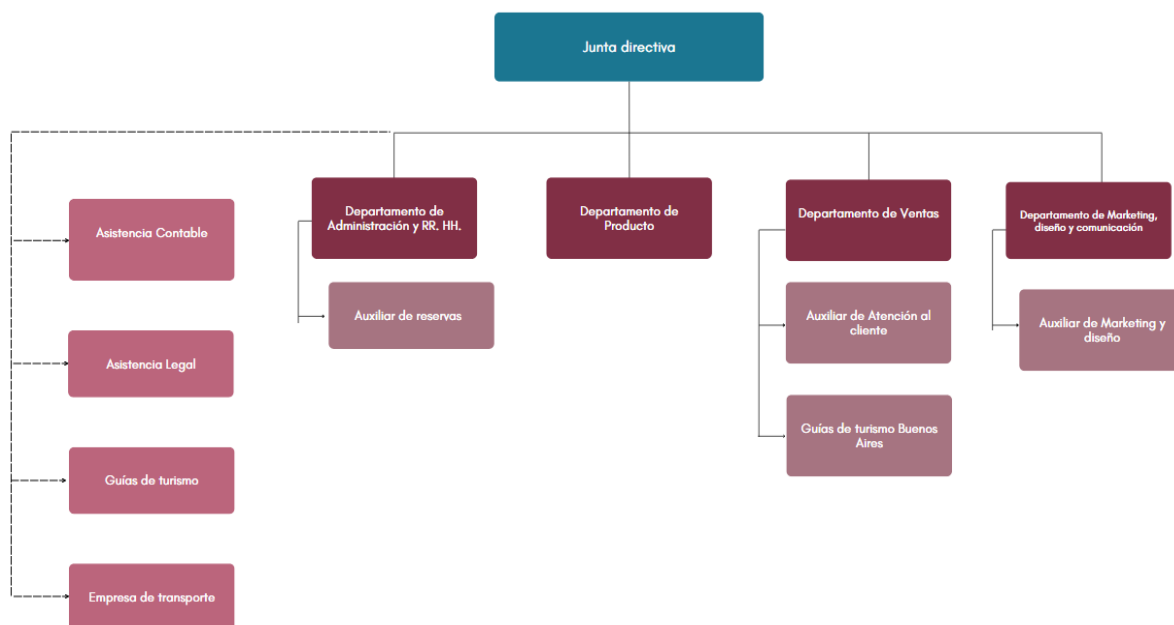 Junta directiva
Departamento de
Administración y RR. HH.
Departamento de
Producto
Departamento de Ventas
Departamento de Marketing,
diseño y comunicación
Asistencia Contable
Auxiliar de reservas
Auxiliar de Atención al
cliente
Auxiliar de Marketing y
diseño
Asistencia Legal
Guías de turismo Buenos
Aires
Guías de turismo
Empresa de transporte